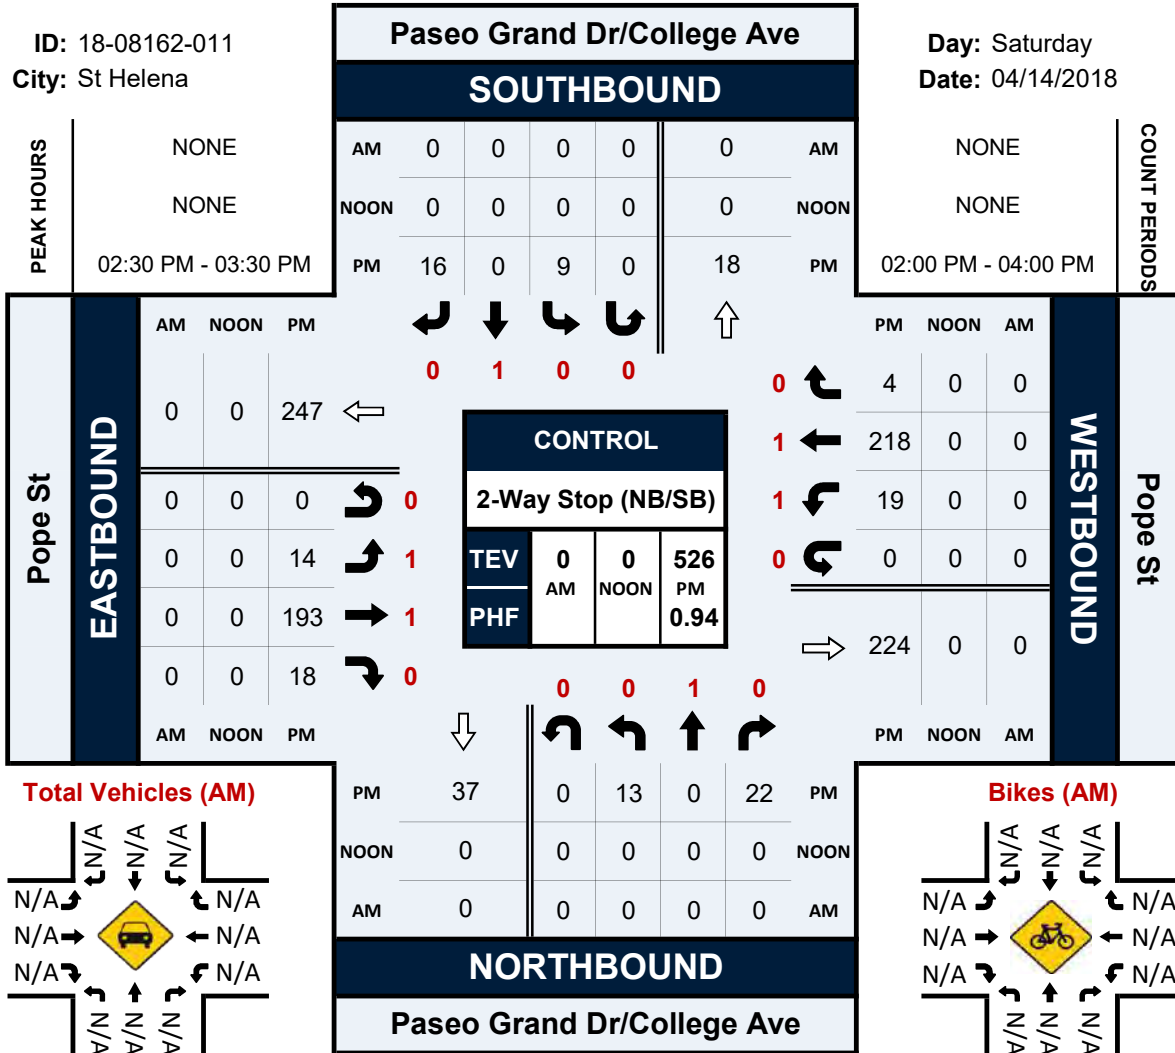 ID: 18-08162-011
City: St Helena
Paseo Grand Dr/College Ave
SOUTHBOUND
Day: Saturday
Date: 04/14/2018
PEAK HOURS
NONE
NONE
02:30 PM - 03:30 PM
AM 0 0 0 0 0 AM
NOON 0 0 0 0 0 NOON
PM 16 0 9 0 18 PM
NONE
NONE
02:00 PM - 04:00 PM
COUNT PERIODS
0 1 0 0
Pope St
EASTBOUND
AM NOON PM
0 0 247
0 0 0 0
0 0 14 1
0 0 193 1
0 0 18 0
AM NOON PM
CONTROL
2-Way Stop (NB/SB)
TEV 0 0 526
AM NOON PM
PHF 0.94
PM NOON AM
0 4 0 0
1 218 0 0
1 19 0 0
0 0 0 0
224 0 0
PM NOON AM
WESTBOUND
Pope St
0 0 1 0
PM 37 0 13 0 22 PM
NOON 0 0 0 0 0 NOON
AM 0 0 0 0 0 AM
NORTHBOUND
Paseo Grand Dr/College Ave
Total Vehicles (AM)
N/A N/A N/A
N/A N/A
N/A N/A
N/A N/A
N/A N/A N/A
Bikes (AM)
N/A N/A N/A
N/A N/A
N/A N/A
N/A N/A
N/A N/A N/A